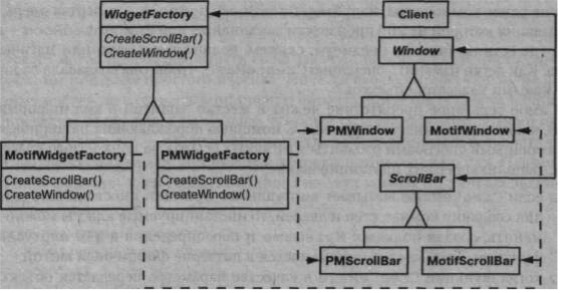 WidgetFactory
CreateScrollBar()
CreateWindow()
Client
Window
PMWindow
MotifWindow
MotifWidgetFactory
CreateScrollBar()
CreateWindow()
PMWidgetFactory
CreateScrollBar()
CreateWindow()
ScrollBar
PMScrollBar
MotifScrollBar